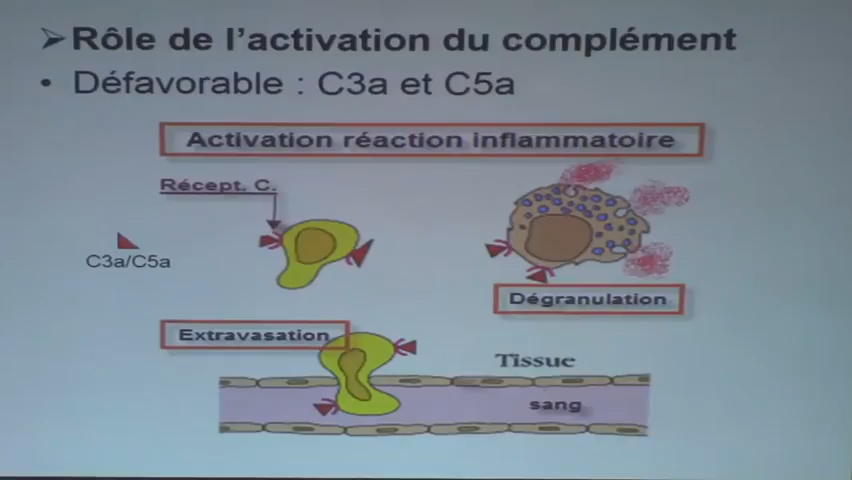 ➢Rôle de l’activation du complément
• Défavorable : C3a et C5a
Activation réaction inflammatoire
Récept. C.
C3a/C5a
Dégranulation
Extravasation
Tissue
sang